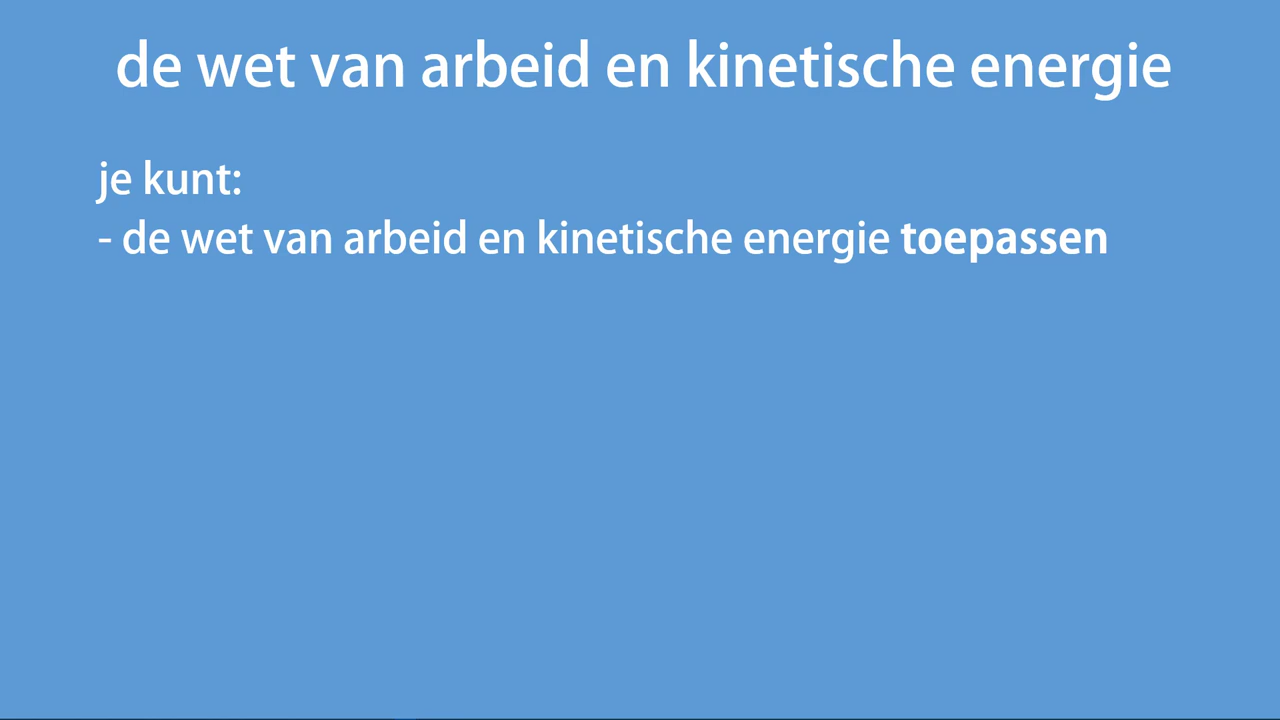 de wet van arbeid en kinetische energie
je kunt:
- de wet van arbeid en kinetische energie toepassen